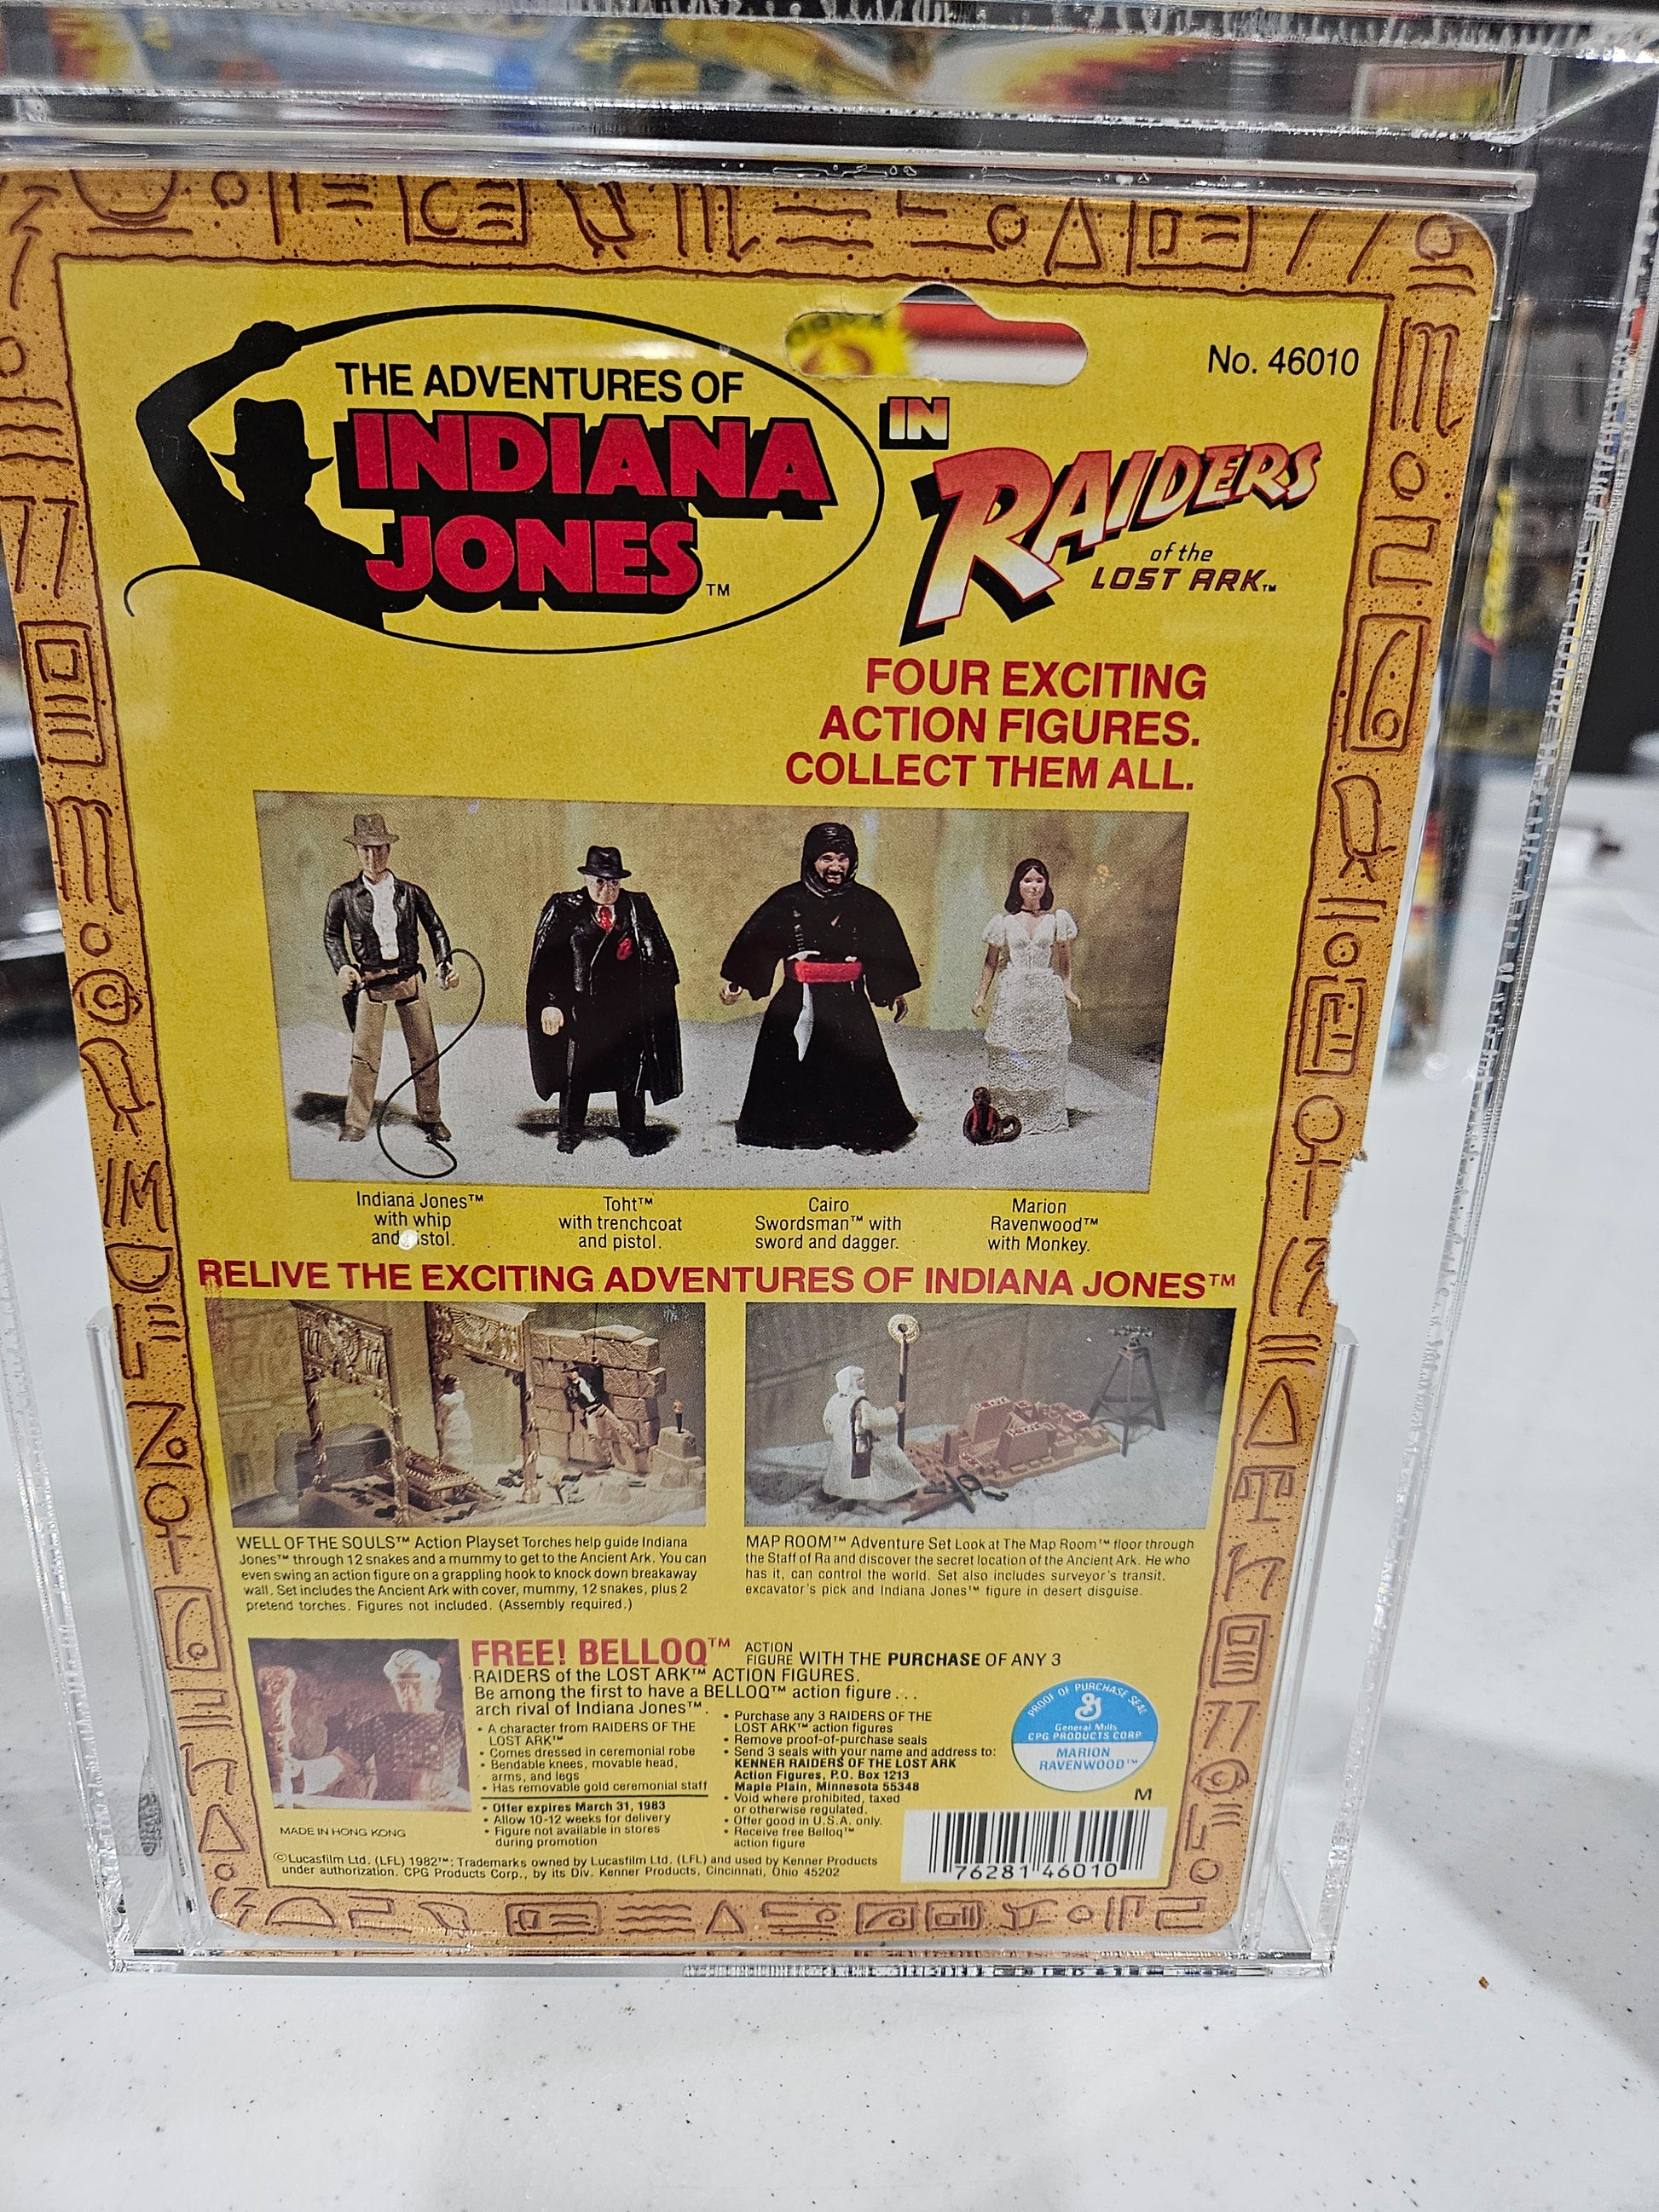 No. 46010
THE ADVENTURES OF
INDIANA
JONES™
IN
RAIDERS
of the
LOST ARK™
FOUR EXCITING
ACTION FIGURES.
COLLECT THEM ALL.
Indiana Jones™
with whip
and istol.
Toht™
with trenchcoat
and pistol.
Cairo
Swordsman™ with
sword and dagger.
Marion
Ravenwood™
with Monkey.
RELIVE THE EXCITING ADVENTURES OF INDIANA JONES™
WELL OF THE SOULS™ Action Playset Torches help guide Indiana
Jones™ through 12 snakes and a mummy to get to the Ancient Ark. You can
even swing an action figure on a grappling hook to knock down breakaway
wall. Set includes the Ancient Ark with cover, mummy, 12 snakes, plus 2
pretend torches. Figures not included. (Assembly required.)
MAP ROOM™ Adventure Set Look at The Map Room™ floor through
the Staff of Ra and discover the secret location of the Ancient Ark. He who
has it, can control the world. Set also includes surveyor's transit,
excavator's pick and Indiana Jones™ figure in desert disguise.
FREE! BELLOQ™ ACTION FIGURE WITH THE PURCHASE OF ANY 3
RAIDERS of the LOST ARK™ ACTION FIGURES.
Be among the first to have a BELLOQ™ action figure . . .
arch rival of Indiana Jones™.
• A character from RAIDERS OF THE
LOST ARK™
• Comes dressed in ceremonial robe
• Bendable knees, movable head,
arms, and legs
• Has removable gold ceremonial staff
• Offer expires March 31, 1983
• Allow 10-12 weeks for delivery
• Figure not available in stores
during promotion
• Purchase any 3 RAIDERS OF THE
LOST ARK™ action figures
• Remove proof-of-purchase seals
• Send 3 seals with your name and address to:
KENNER RAIDERS OF THE LOST ARK
Action Figures, P.O. Box 1213
Maple Plain, Minnesota 55348
• Void where prohibited, taxed
or otherwise regulated.
• Offer good in U.S.A. only.
• Receive free Belloq™
action figure
PROOF OF PURCHASE SEAL
G
General Mills
CPG PRODUCTS CORP.
MARION
RAVENWOOD™
M
76281 46010
MADE IN HONG KONG
©Lucasfilm Ltd. (LFL) 1982™: Trademarks owned by Lucasfilm Ltd. (LFL) and used by Kenner Products
under authorization. CPG Products Corp., by its Div. Kenner Products, Cincinnati, Ohio 45202